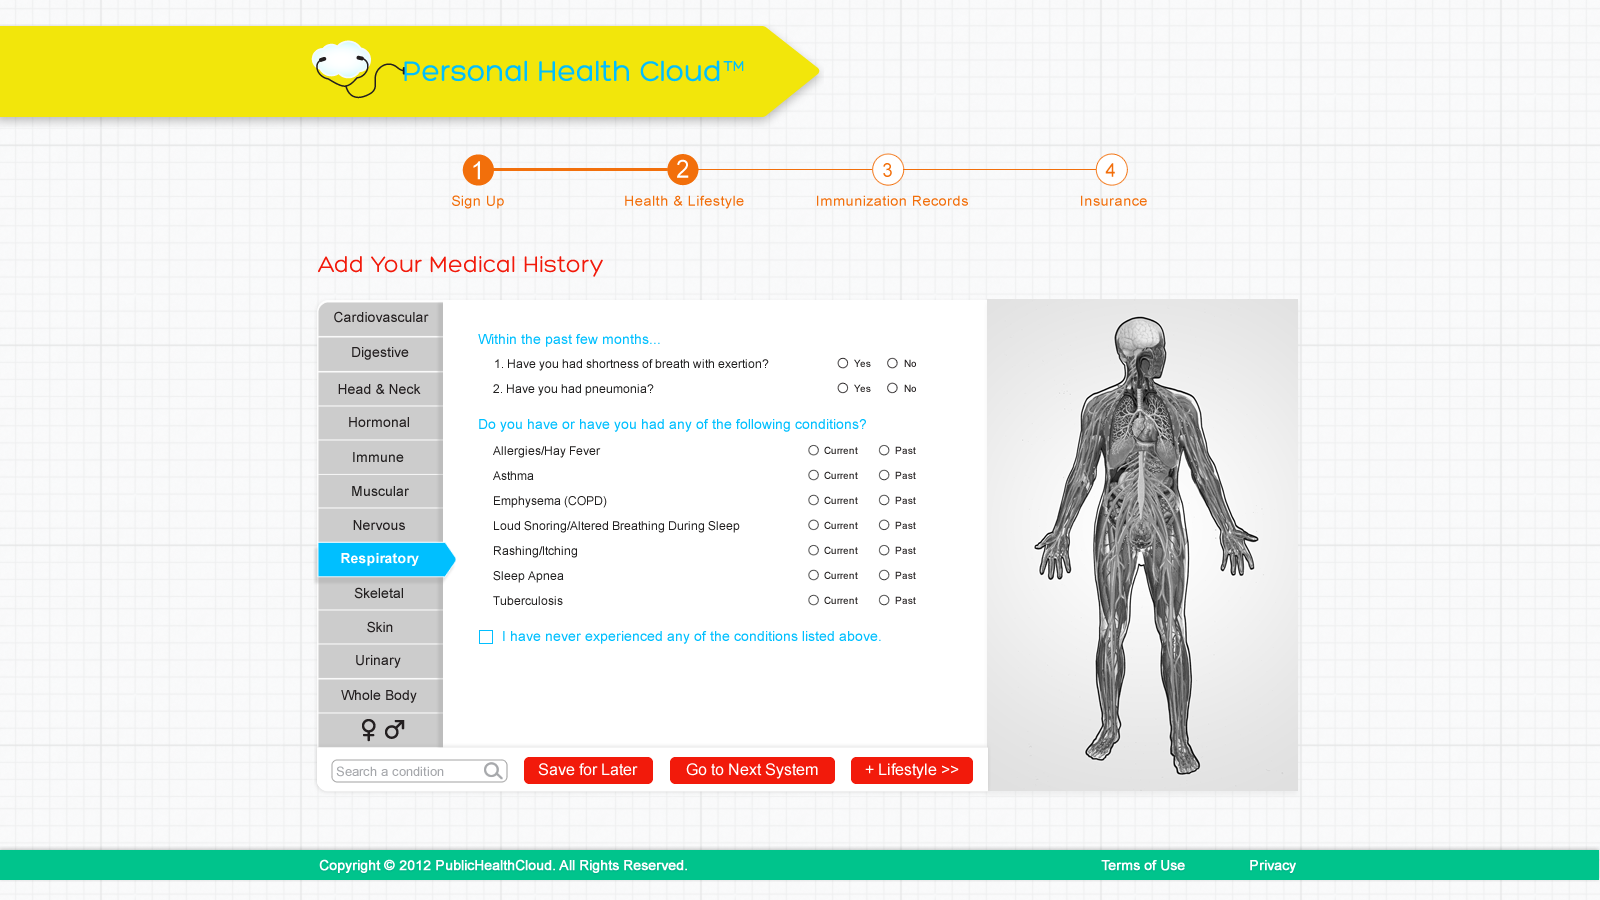 Personal Health Cloud™
1 2 3 4
Sign Up Health & Lifestyle Immunization Records Insurance
Add Your Medical History
Cardiovascular
Digestive
Head & Neck
Hormonal
Immune
Muscular
Nervous
Respiratory
Skeletal
Skin
Urinary
Whole Body
♀ ♂
Within the past few months...
1. Have you had shortness of breath with exertion? Yes No
2. Have you had pneumonia? Yes No
Do you have or have you had any of the following conditions?
Allergies/Hay Fever Current Past
Asthma Current Past
Emphysema (COPD) Current Past
Loud Snoring/Altered Breathing During Sleep Current Past
Rashing/Itching Current Past
Sleep Apnea Current Past
Tuberculosis Current Past
I have never experienced any of the conditions listed above.
Search a condition Save for Later Go to Next System + Lifestyle >>
Copyright © 2012 PublicHealthCloud. All Rights Reserved. Terms of Use Privacy